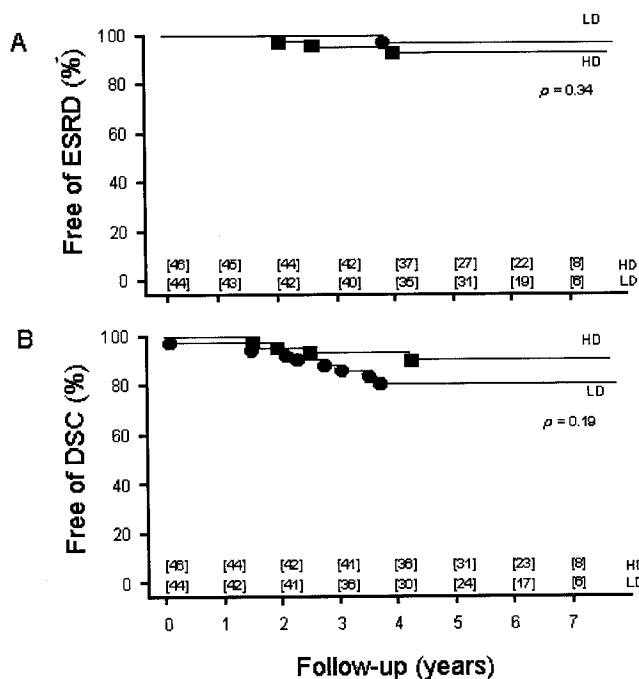 A
Free of ESRD (%)
100
80
60
40
20
0
LD
HD
p = 0.34
[46] [45] [44] [42] [37] [27] [22] [8] HD
[44] [43] [42] [40] [35] [31] [19] [6] LD
B
Free of DSC (%)
100
80
60
40
20
0
HD
LD
p = 0.19
[46] [44] [42] [41] [36] [31] [23] [8] HD
[44] [42] [41] [36] [30] [24] [17] [6] LD
0 1 2 3 4 5 6 7
Follow-up (years)